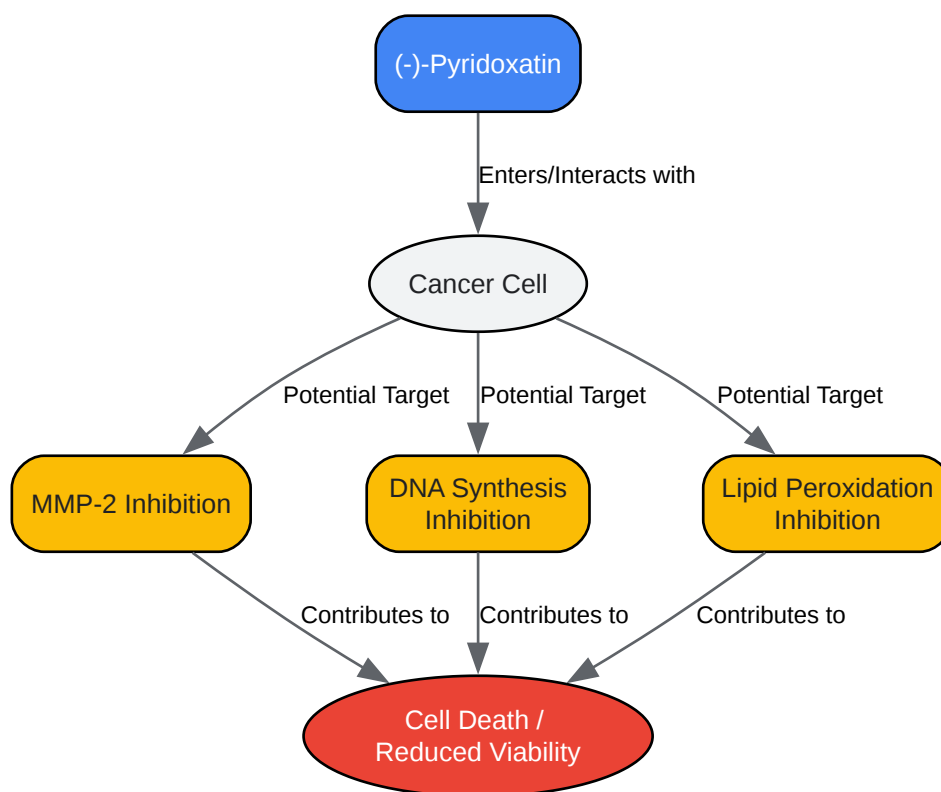 (-)-Pyridoxatin
Enters/Interacts with
Cancer Cell
Potential Target
Potential Target
Potential Target
MMP-2 Inhibition
DNA Synthesis
Inhibition
Lipid Peroxidation
Inhibition
Contributes to
Contributes to
Contributes to
Cell Death /
Reduced Viability